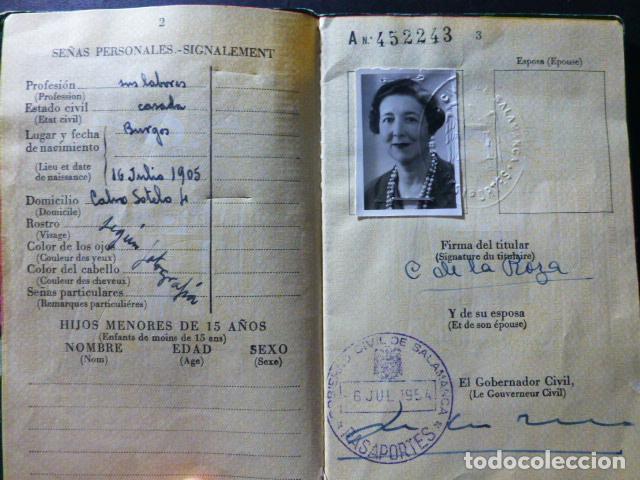 2
SEÑAS PERSONALES.-SIGNALEMENT
Profesión sus labores
(Profession)
Estado civil casada
(Etat civil)
Lugar y fecha Burgos
de nacimiento
(Lieu et date
de naissance) 16 Julio 1905
Domicilio Calvo Sotelo 4
(Domicile)
Rostro
(Visage)
Color de los ojos
(Couleur des yeux)
Color del cabello
(Couleur des cheveux)
Señas particulares
(Remarques particuliéres)
según fotografía
HIJOS MENORES DE 15 AÑOS
(Enfants de moins de 15 ans)
NOMBRE EDAD SEXO
(Nom) (Age) (Sexe)
A N.º 452243 3
Esposa (Epouse)
SALAMANCA
Firma del titular
(Signature du titulaire)
C de la Roza
Y de su esposa
(Et de son épouse)
GOBIERNO CIVIL DE SALAMANCA
6 JUL 1954
PASAPORTES
El Gobernador Civil,
(Le Gouverneur Civil)
todocoleccion.net